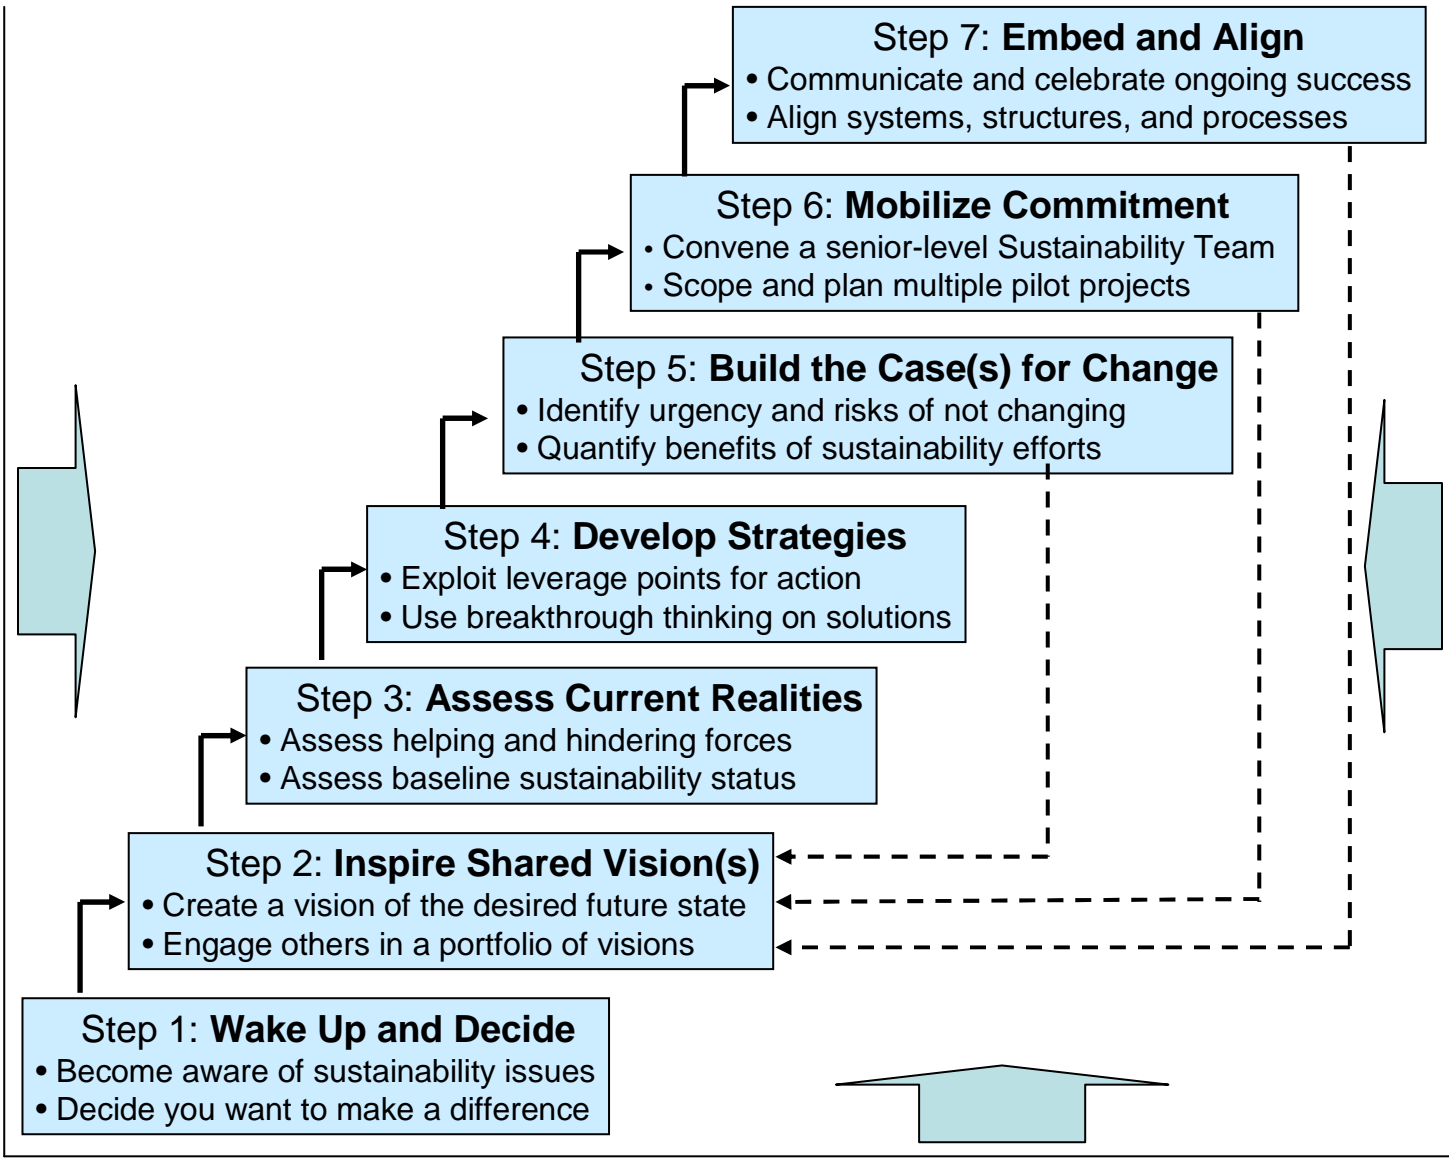 Step 7: Embed and Align
• Communicate and celebrate ongoing success
• Align systems, structures, and processes
Step 6: Mobilize Commitment
• Convene a senior-level Sustainability Team
• Scope and plan multiple pilot projects
Step 5: Build the Case(s) for Change
• Identify urgency and risks of not changing
• Quantify benefits of sustainability efforts
Step 4: Develop Strategies
• Exploit leverage points for action
• Use breakthrough thinking on solutions
Step 3: Assess Current Realities
• Assess helping and hindering forces
• Assess baseline sustainability status
Step 2: Inspire Shared Vision(s)
• Create a vision of the desired future state
• Engage others in a portfolio of visions
Step 1: Wake Up and Decide
• Become aware of sustainability issues
• Decide you want to make a difference